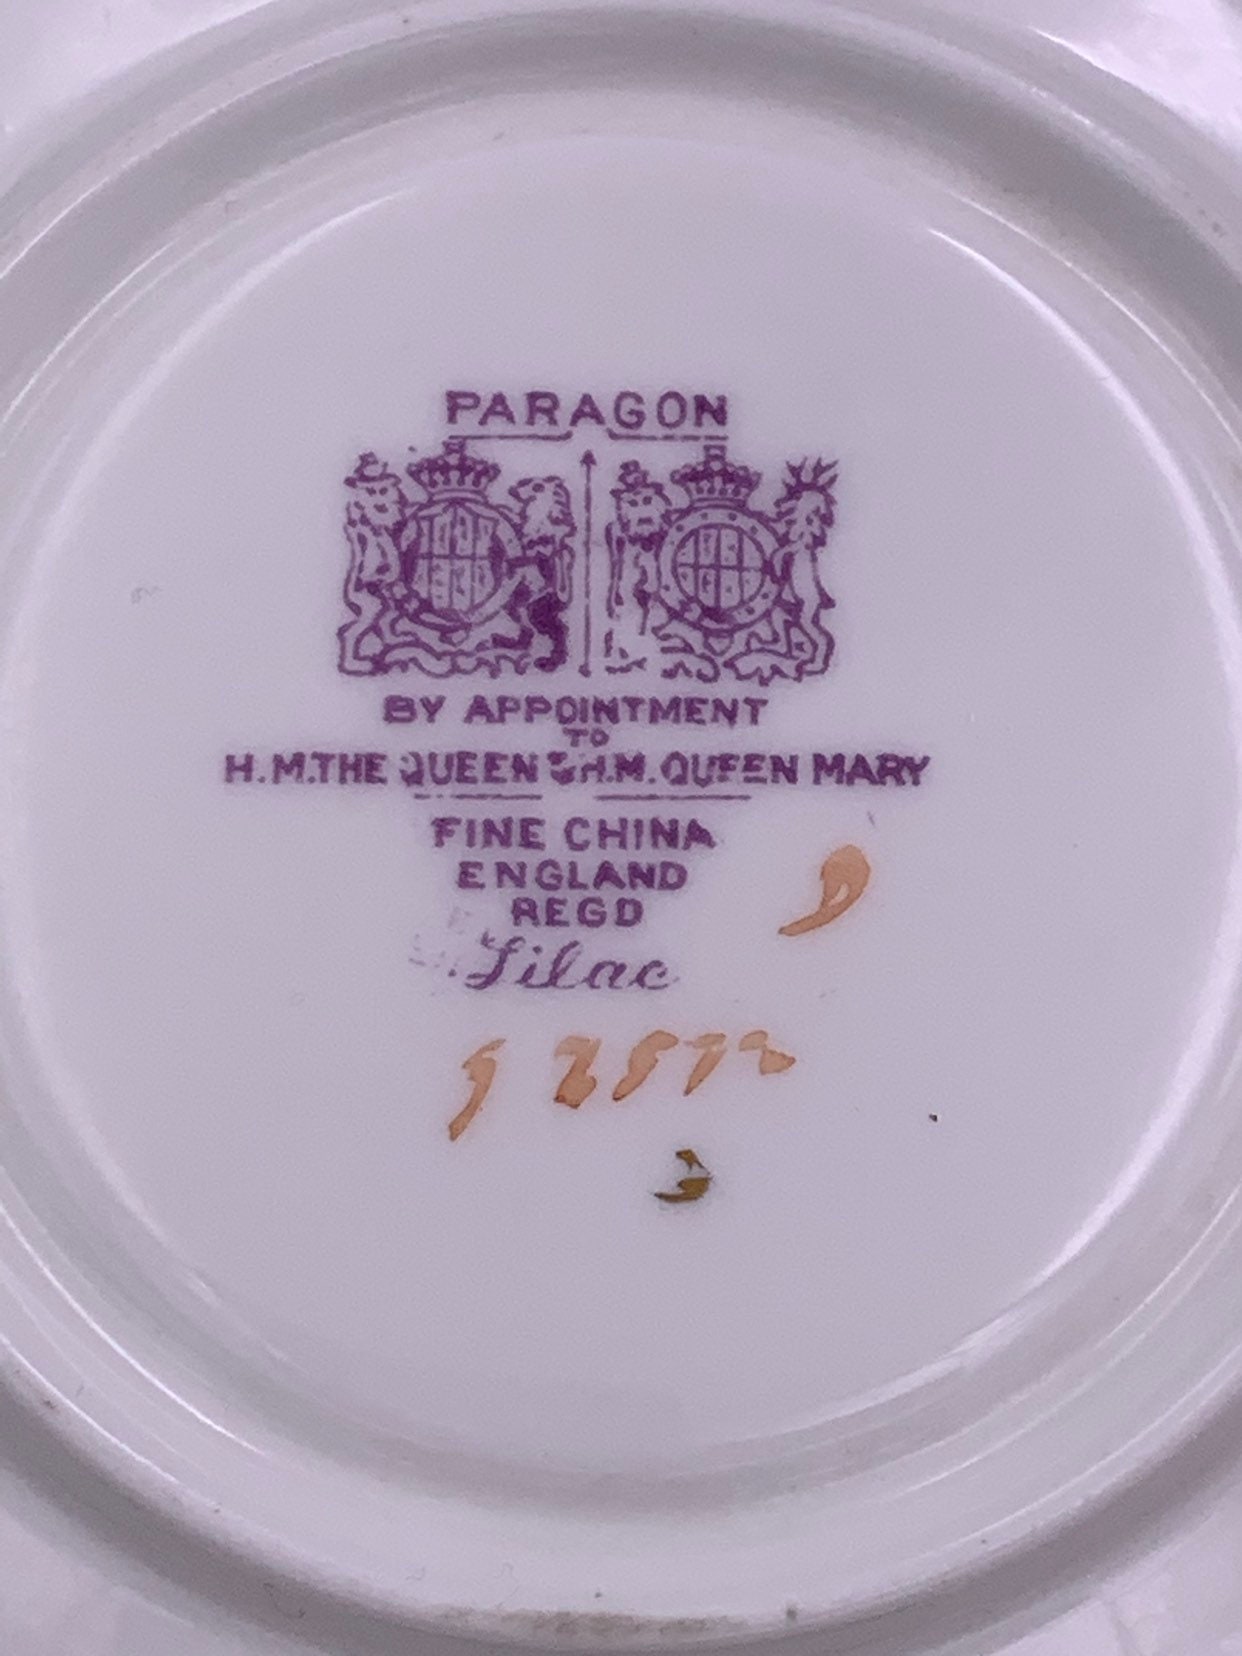 PARAGON
BY APPOINTMENT
TO
H.M.THE QUEEN & H.M. QUEEN MARY
FINE CHINA
ENGLAND
REGD
Lilac